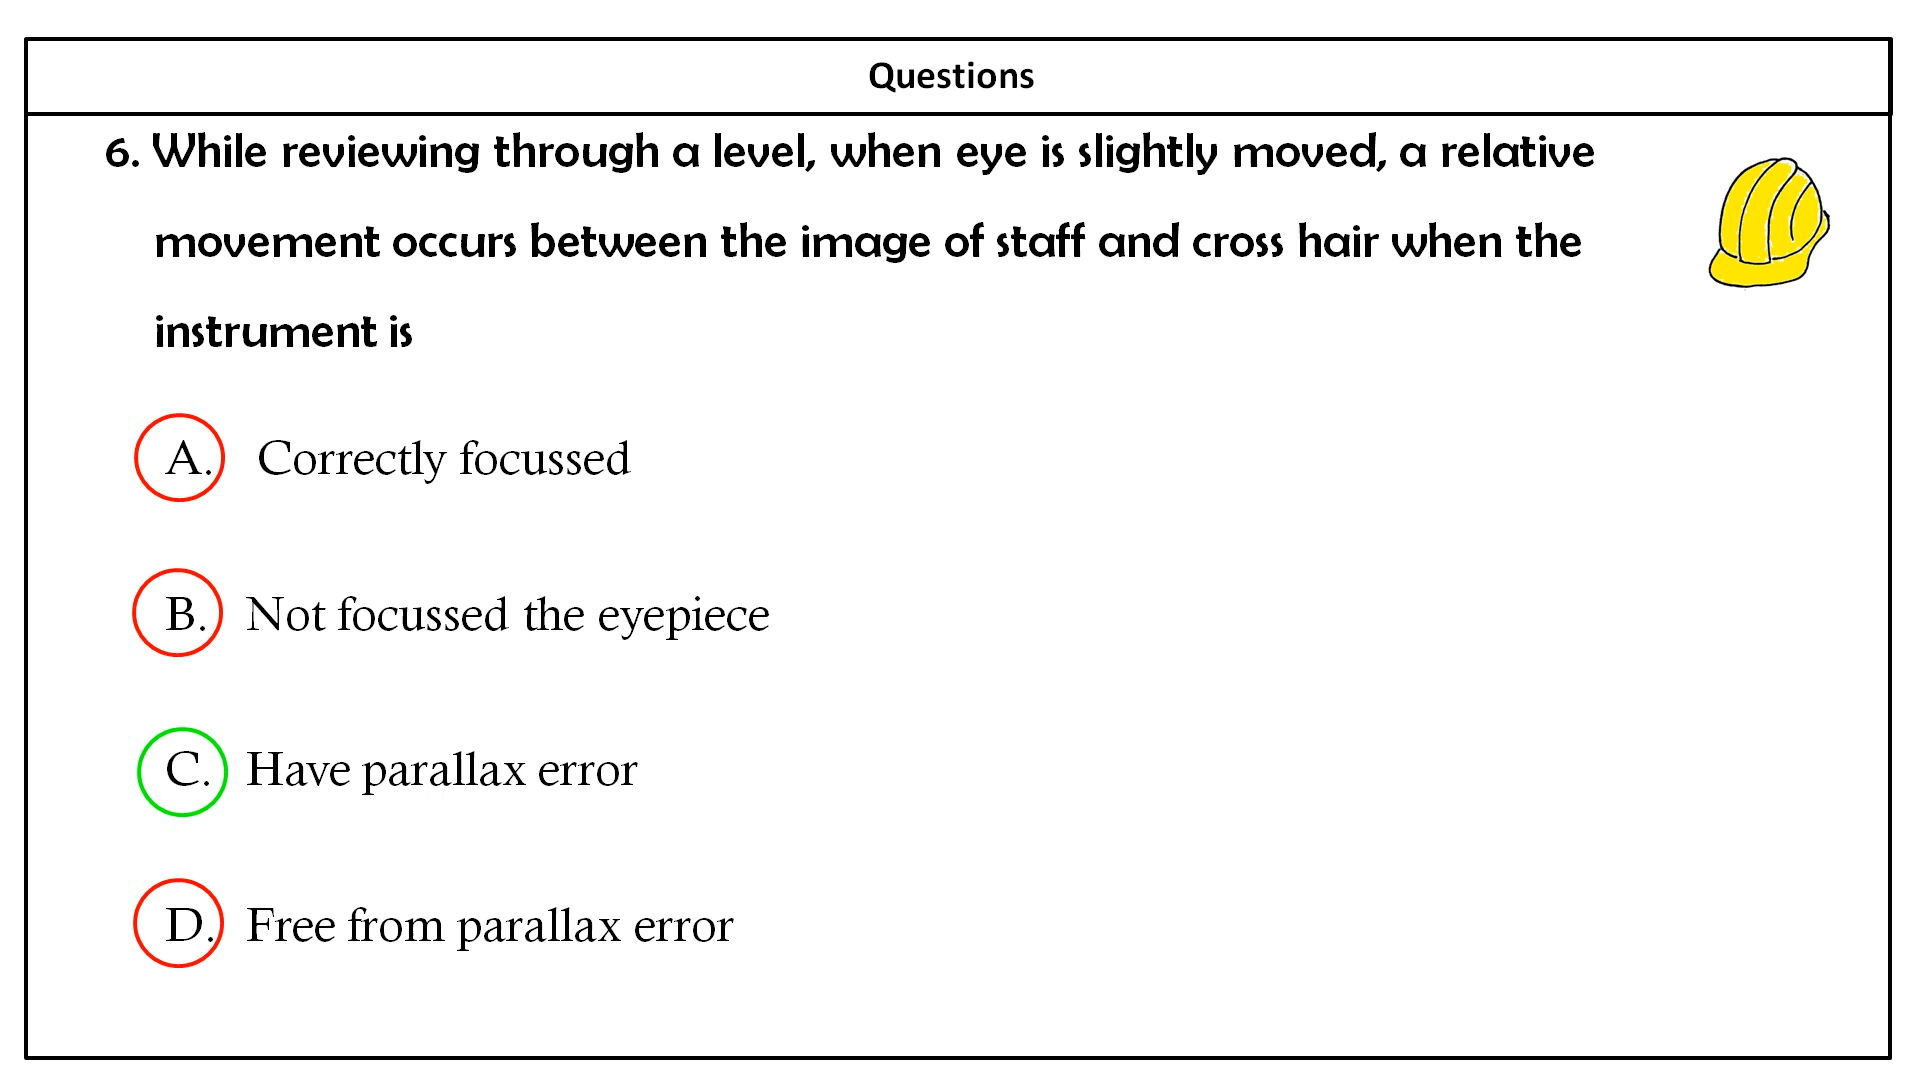 Questions
6. While reviewing through a level, when eye is slightly moved, a relative
movement occurs between the image of staff and cross hair when the
instrument is
A. Correctly focussed
B. Not focussed the eyepiece
C. Have parallax error
D. Free from parallax error